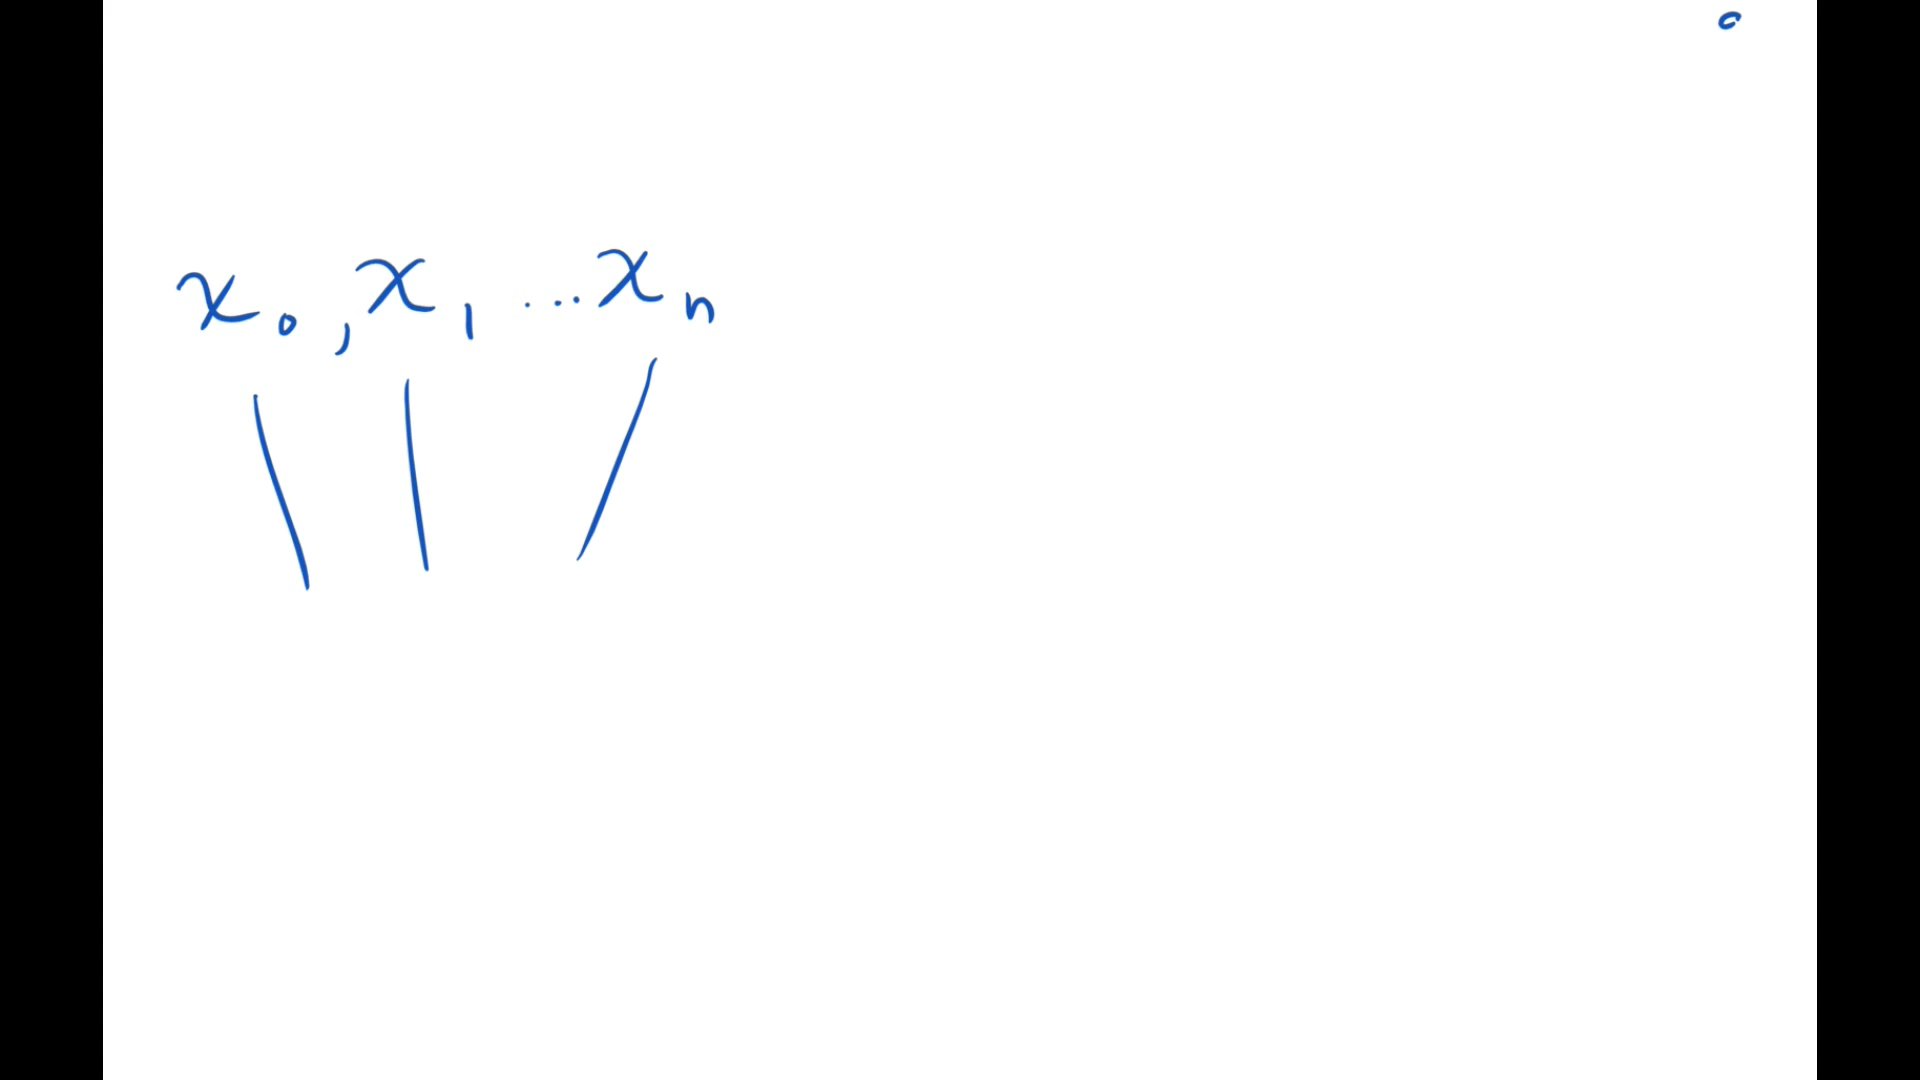 x₀, x₁ ... xₙ